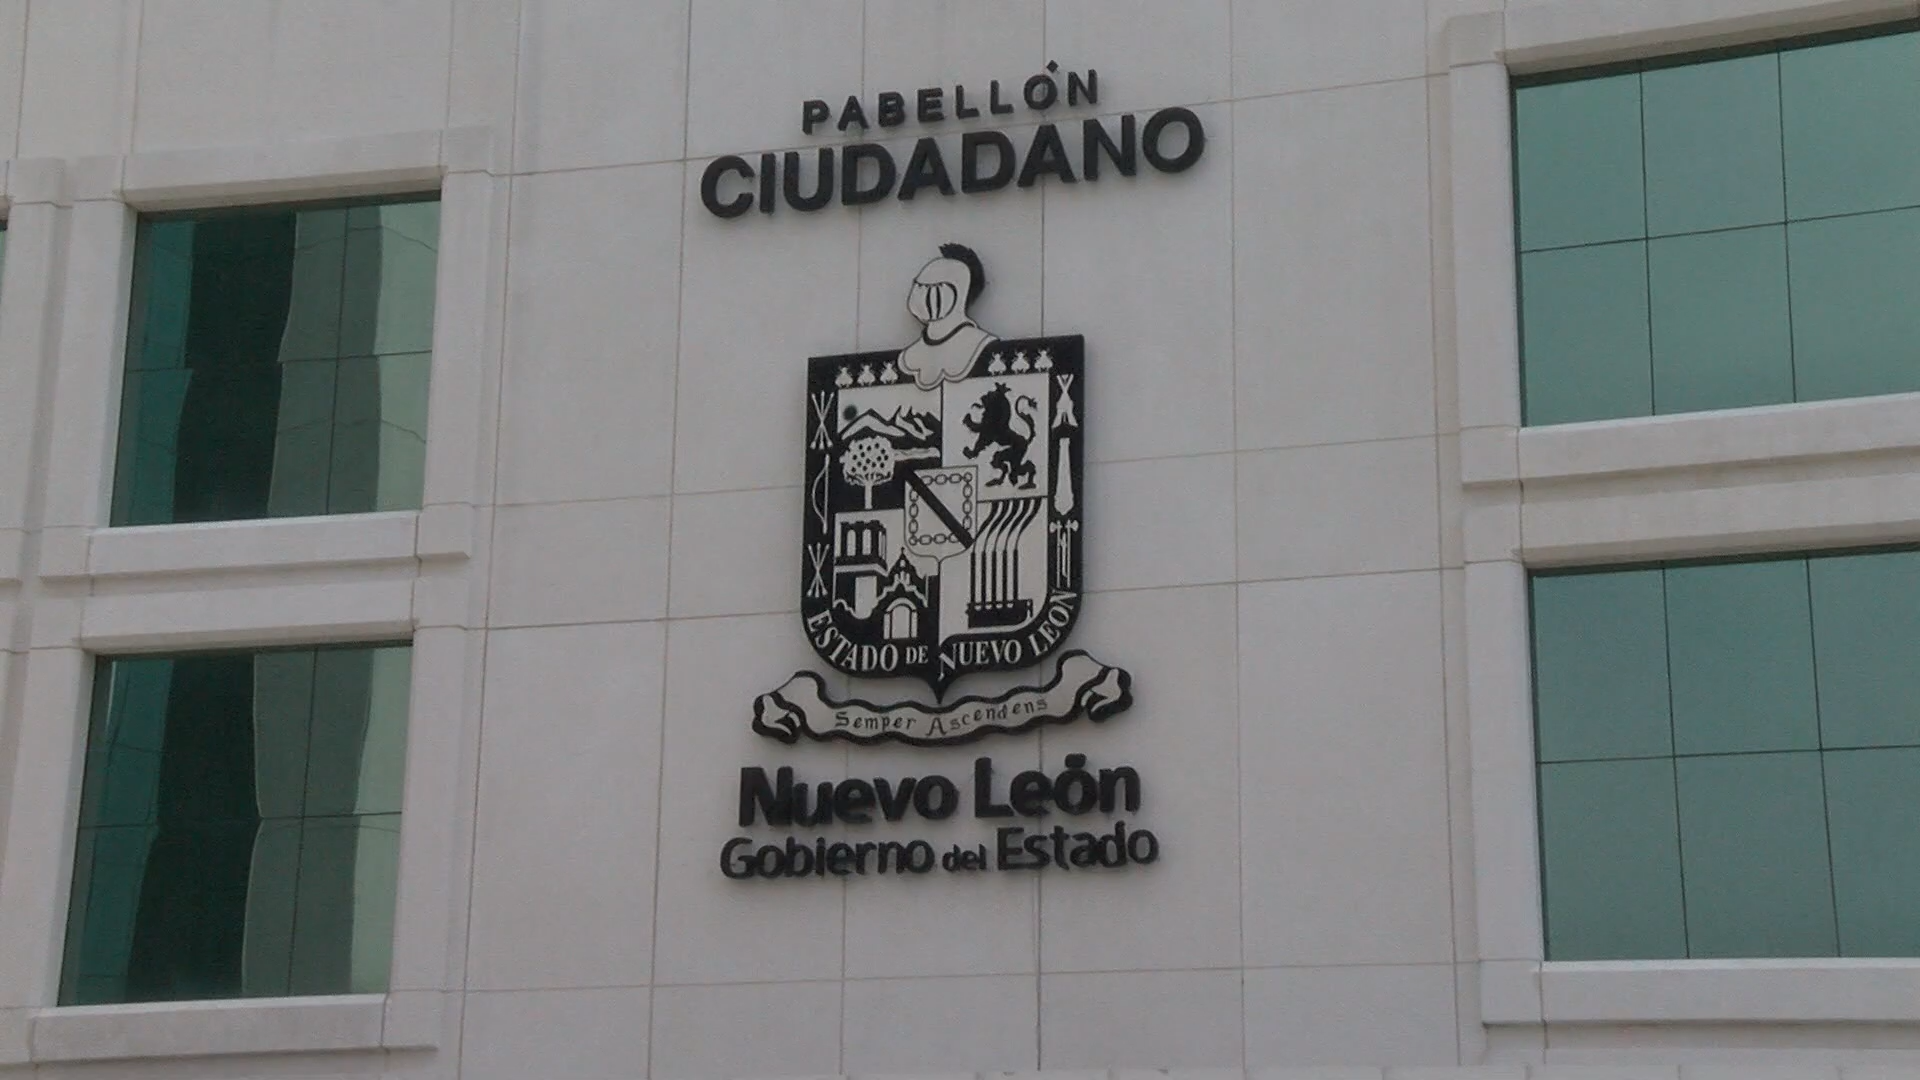 PABELLÓN
CIUDADANO
ESTADO DE NUEVO LEON
Semper Ascendens
Nuevo León
Gobierno del Estado